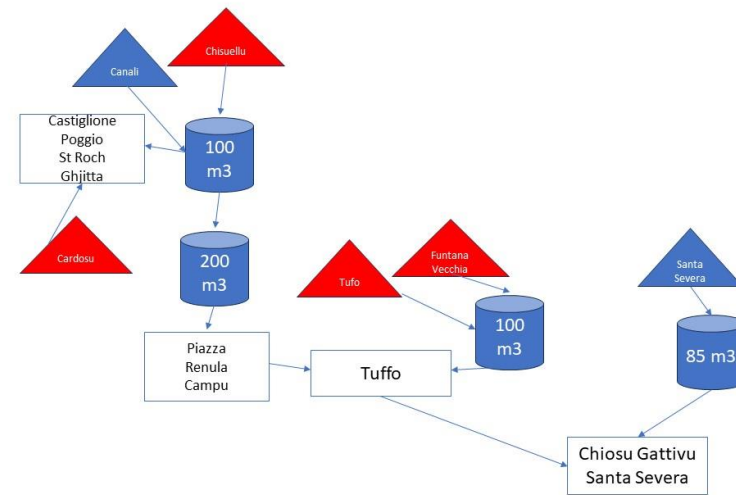 Chisuellu
Canali
Castiglione
Poggio
St Roch
Ghjitta
100
m3
Cardosu
200
m3
Funtana
Vecchia
Tufo
Santa
Severa
100
m3
85 m3
Piazza
Renula
Campu
Tuffo
Chiosu Gattivu
Santa Severa